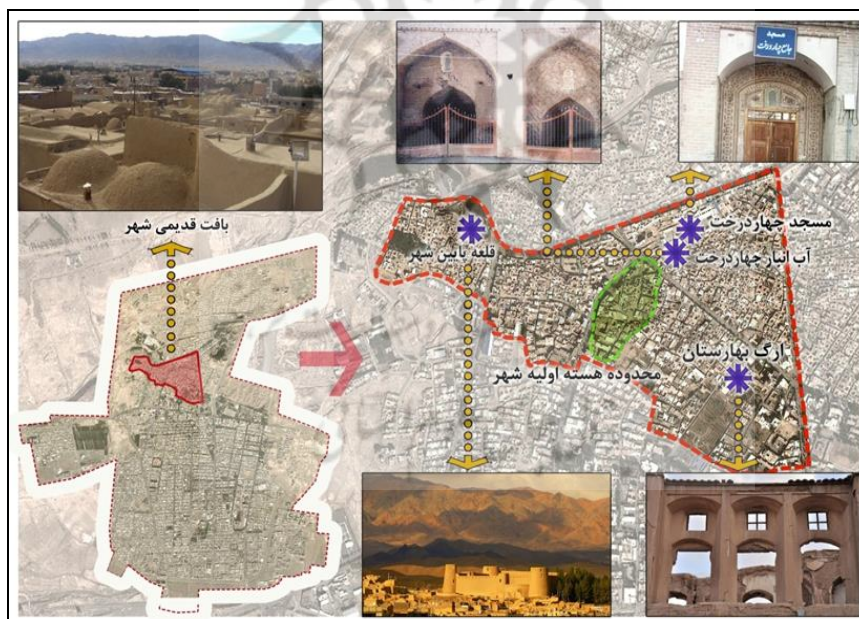 مسجد
جامع چهاردرخت
بافت قدیمی شهر
مسجد چهاردرخت
آب انبار چهاردرخت
قلعه پایین شهر
ارگ بهارستان
محدوده هسته اولیه شهر